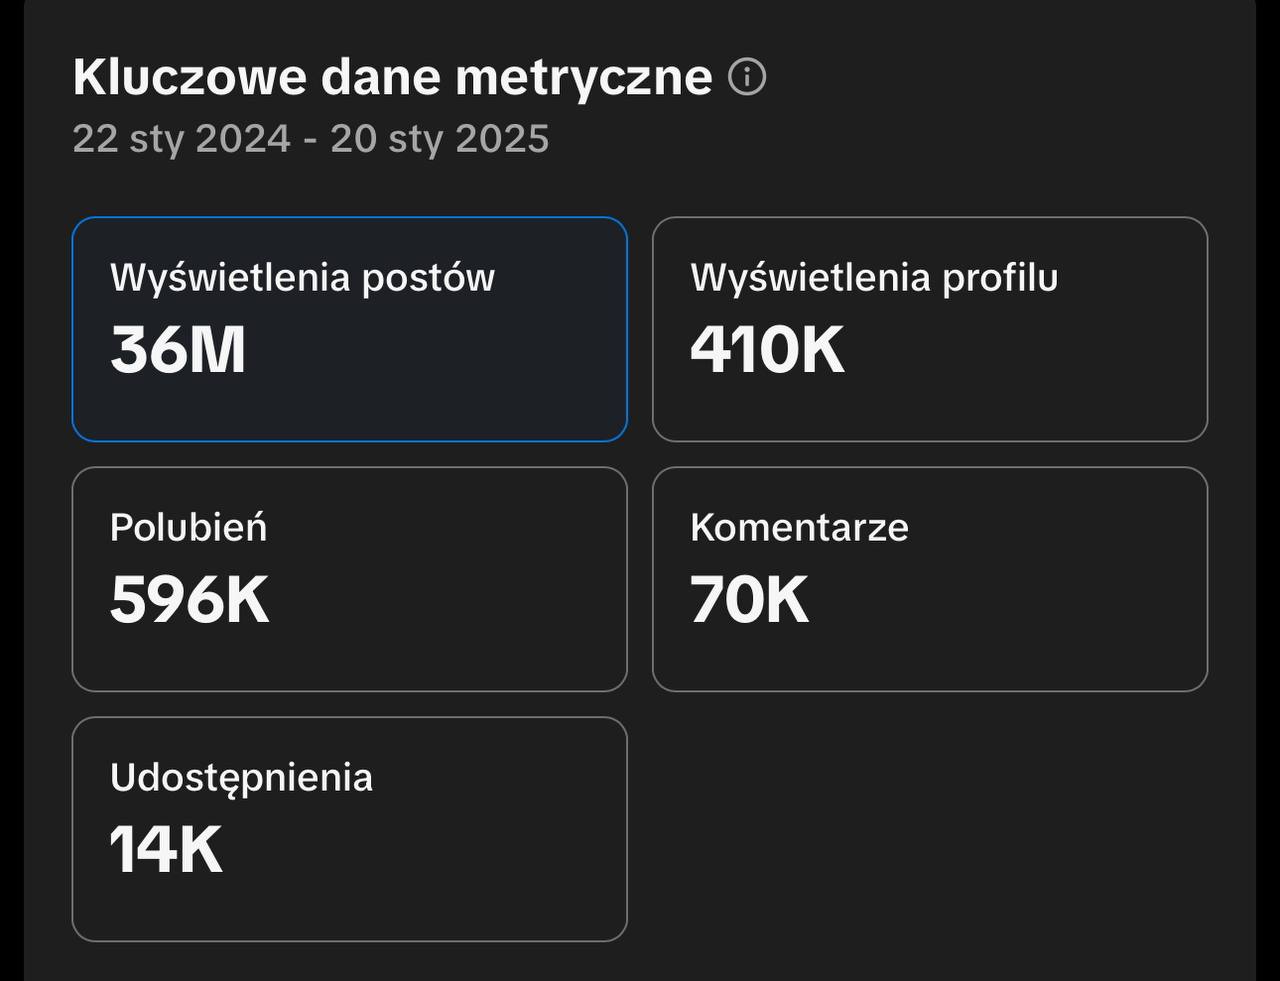 Kluczowe dane metryczne
22 sty 2024 - 20 sty 2025
Wyświetlenia postów
36M
Wyświetlenia profilu
410K
Polubień
596K
Komentarze
70K
Udostępnienia
14K